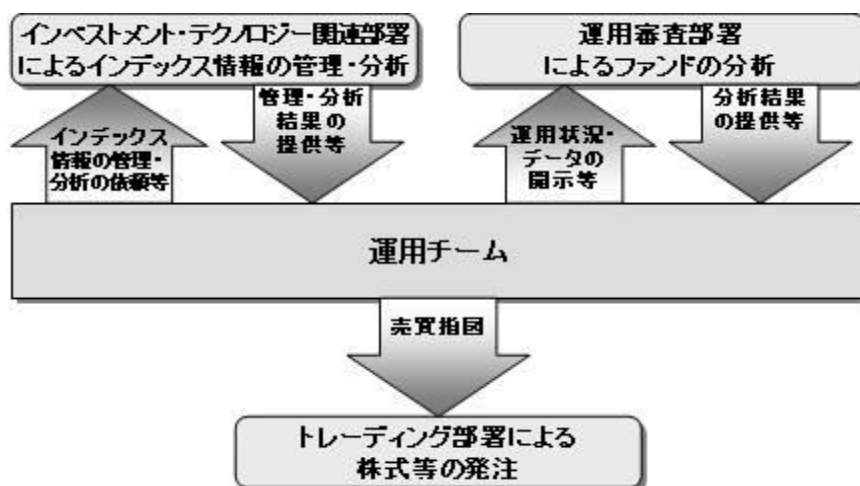 インベストメント・テクノロジー関連部署
によるインデックス情報の管理・分析
運用審査部署
によるファンドの分析
インデックス
情報の管理・
分析の依頼等
管理・分析
結果の
提供等
運用状況・
データの
開示等
分析結果
の提供等
運用チーム
売買指図
トレーディング部署による
株式等の発注